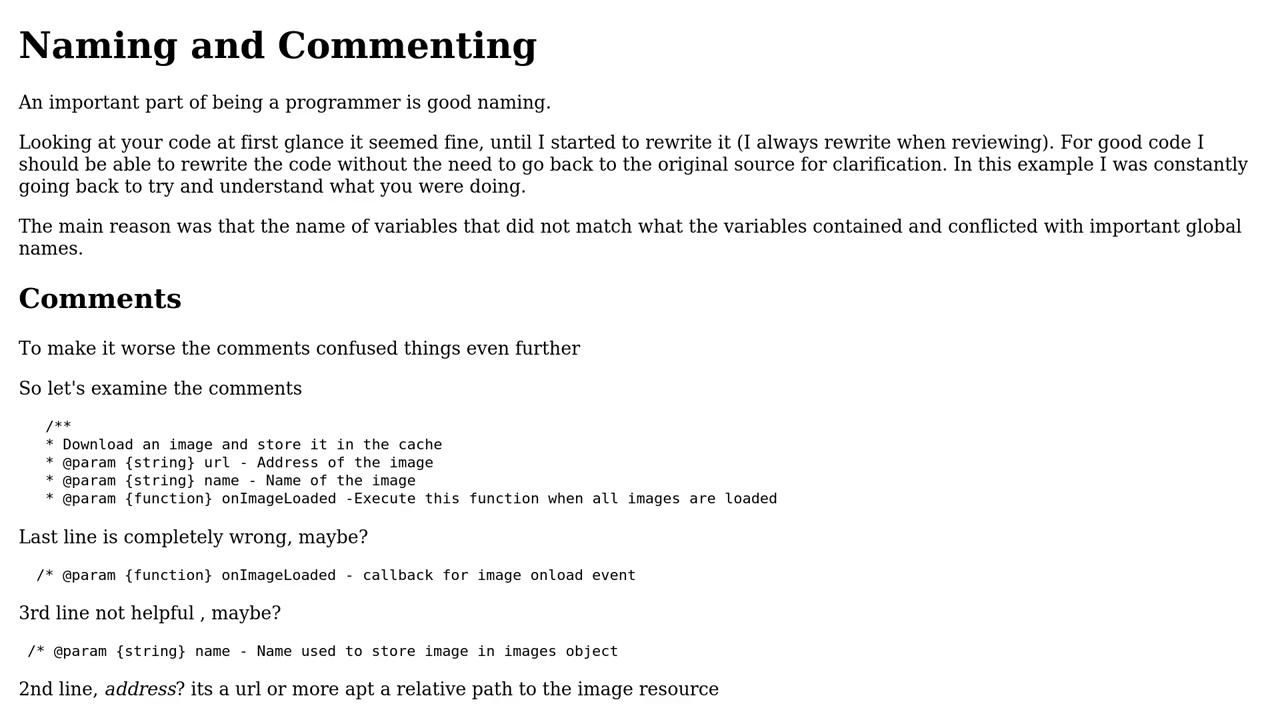 Naming and Commenting
An important part of being a programmer is good naming.
Looking at your code at first glance it seemed fine, until I started to rewrite it (I always rewrite when reviewing). For good code I
should be able to rewrite the code without the need to go back to the original source for clarification. In this example I was constantly
going back to try and understand what you were doing.
The main reason was that the name of variables that did not match what the variables contained and conflicted with important global
names.
Comments
To make it worse the comments confused things even further
So let's examine the comments
/**
* Download an image and store it in the cache
* @param {string} url - Address of the image
* @param {string} name - Name of the image
* @param {function} onImageLoaded -Execute this function when all images are loaded
Last line is completely wrong, maybe?
/* @param {function} onImageLoaded - callback for image onload event
3rd line not helpful , maybe?
/* @param {string} name - Name used to store image in images object
2nd line, address? its a url or more apt a relative path to the image resource